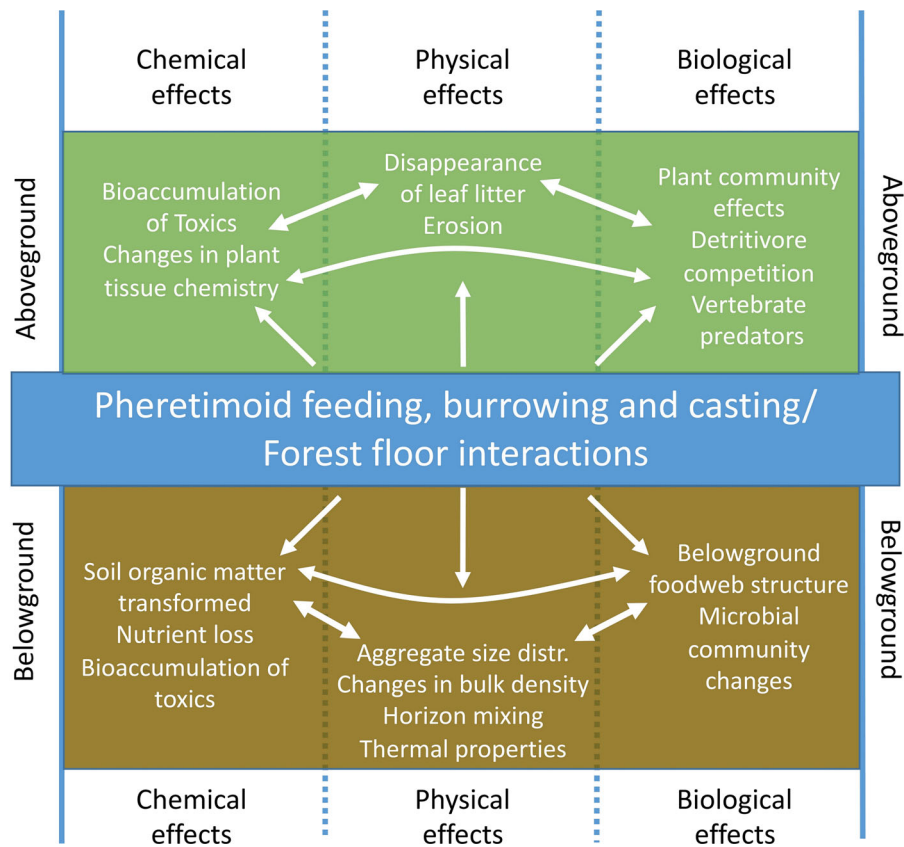 Chemical
effects
Physical
effects
Biological
effects
Aboveground
Bioaccumulation
of Toxics
Changes in plant
tissue chemistry
Disappearance
of leaf litter
Erosion
Plant community
effects
Detritivore
competition
Vertebrate
predators
Aboveground
Pheretimoid feeding, burrowing and casting/
Forest floor interactions
Belowground
Soil organic matter
transformed
Nutrient loss
Bioaccumulation of
toxics
Aggregate size distr.
Changes in bulk density
Horizon mixing
Thermal properties
Belowground
foodweb structure
Microbial
community
changes
Belowground
Chemical
effects
Physical
effects
Biological
effects